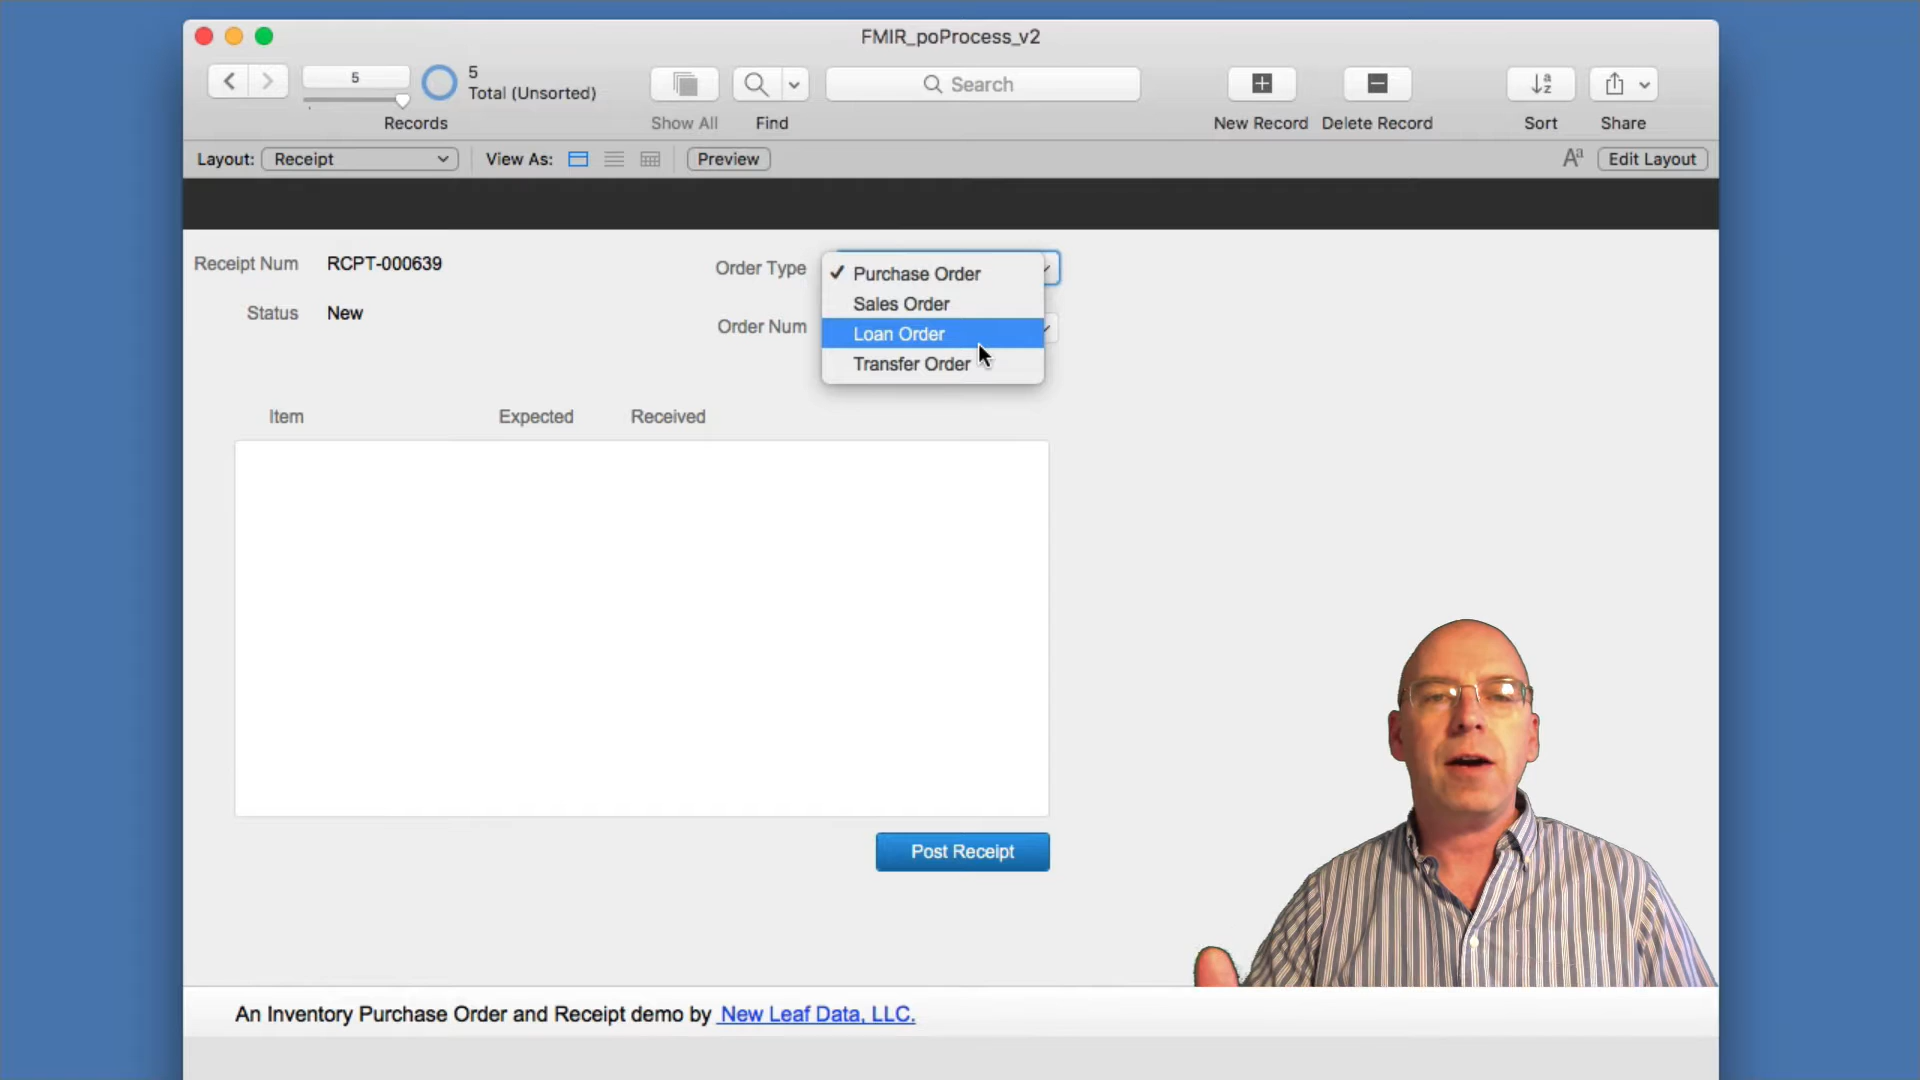 FMIR_poProcess_v2
5
5
Total (Unsorted)
Records
Show All
Find
Search
New Record
Delete Record
Sort
Share
Layout:
Receipt
View As:
Preview
Aa
Edit Layout
Receipt Num
RCPT-000639
Order Type
Purchase Order
Sales Order
Loan Order
Transfer Order
Status
New
Order Num
Item
Expected
Received
Post Receipt
An Inventory Purchase Order and Receipt demo by New Leaf Data, LLC.